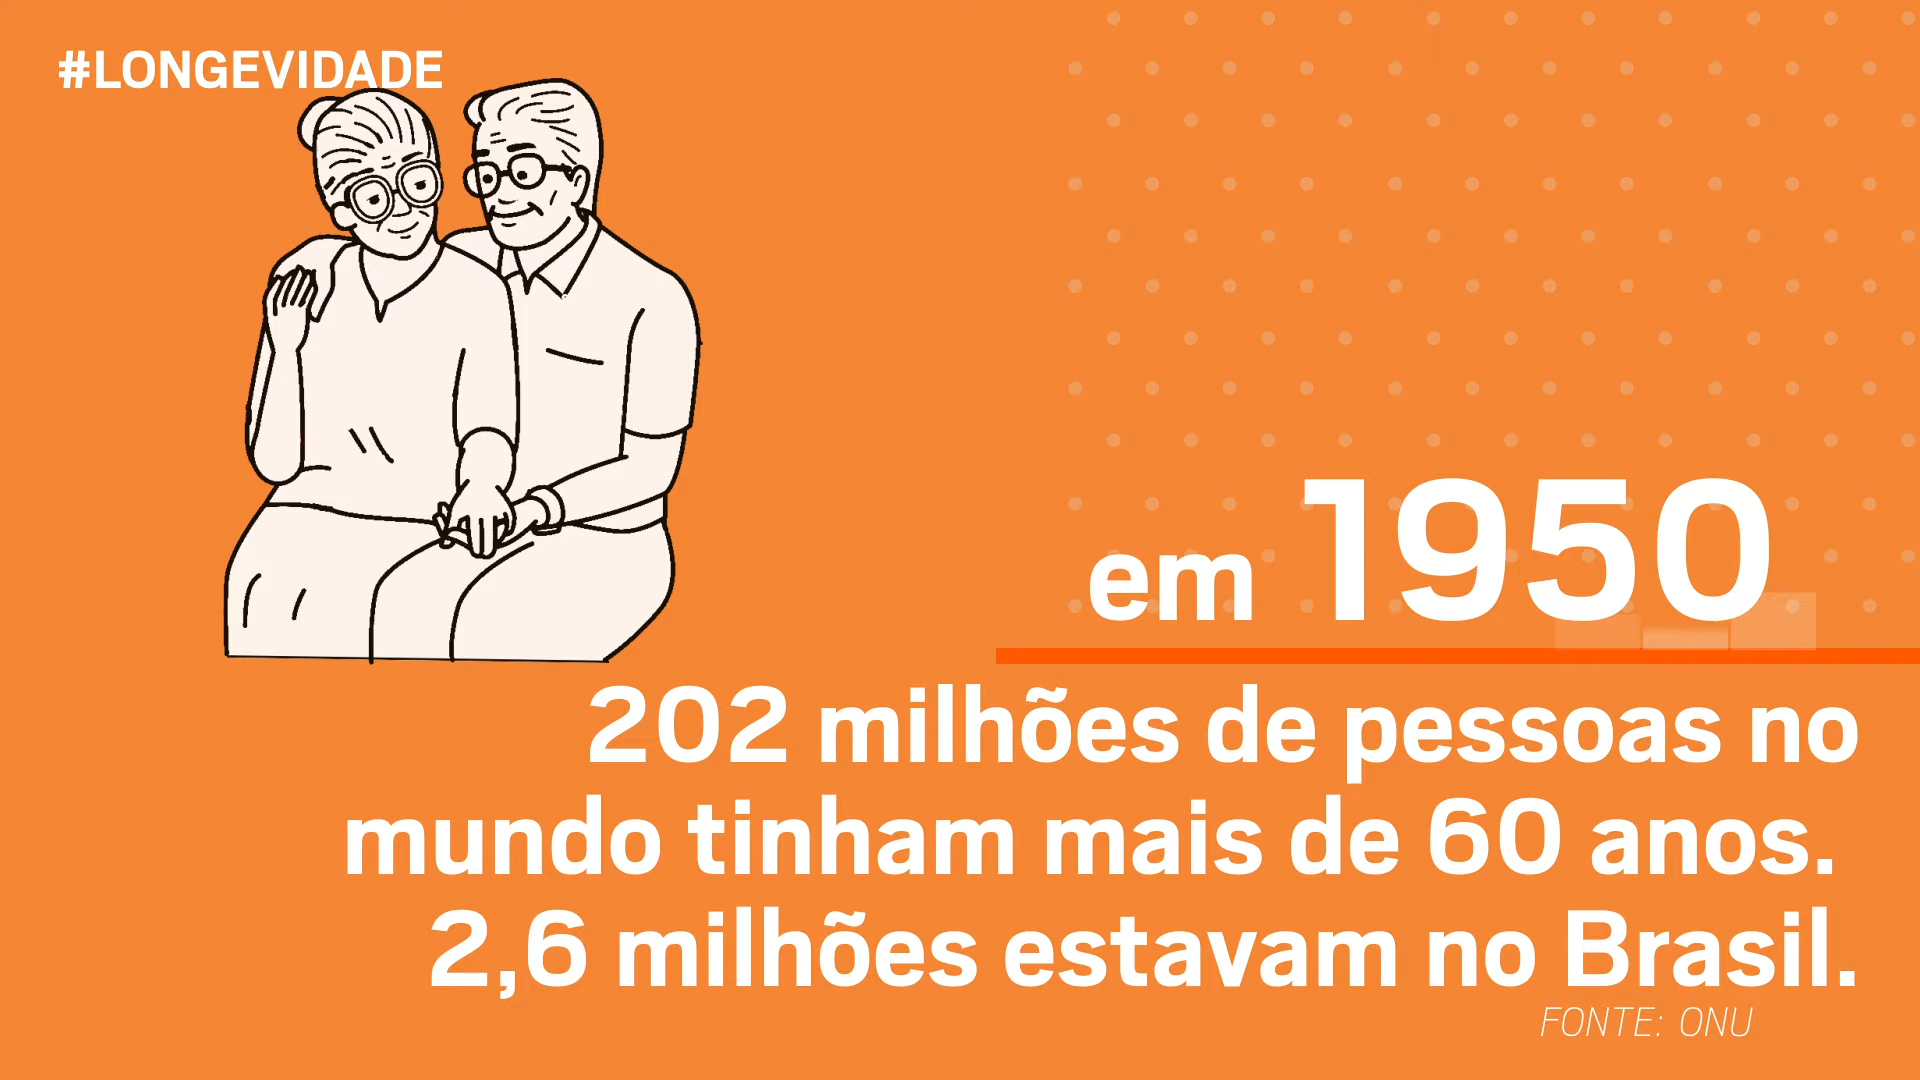 #LONGEVIDADE
em 1950
202 milhões de pessoas no
mundo tinham mais de 60 anos.
2,6 milhões estavam no Brasil.
FONTE: ONU